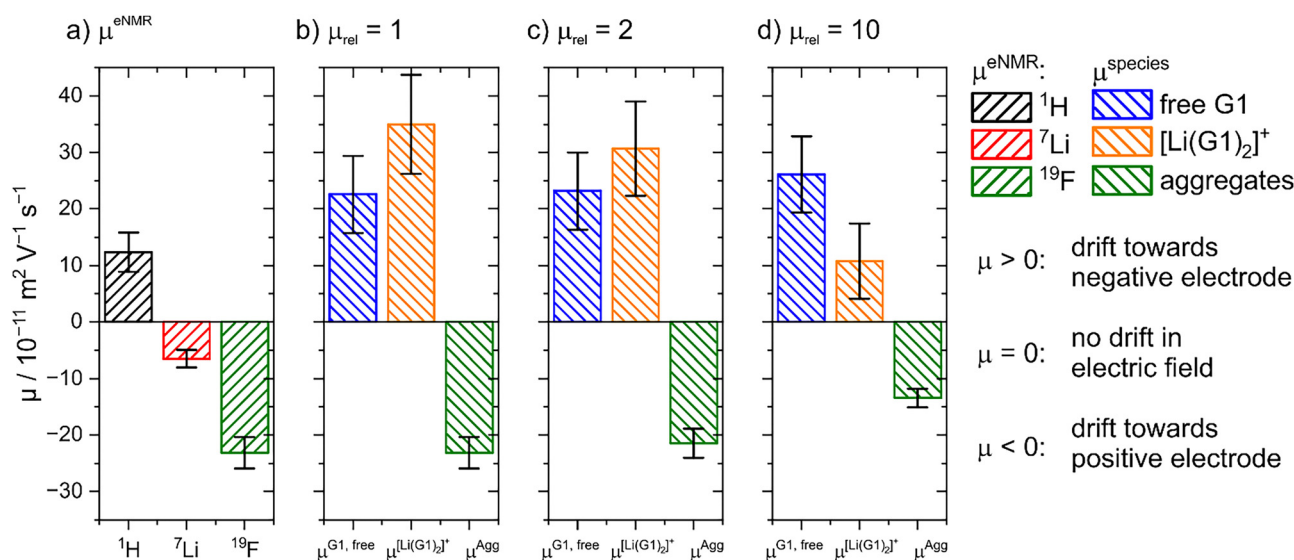 a) μ^eNMR
b) μ_rel = 1
c) μ_rel = 2
d) μ_rel = 10
μ / 10⁻¹¹ m² V⁻¹ s⁻¹
40
30
20
10
0
−10
−20
−30
¹H ⁷Li ¹⁹F
μ^G1, free μ^[Li(G1)₂]⁺ μ^Agg
μ^G1, free μ^[Li(G1)₂]⁺ μ^Agg
μ^G1, free μ^[Li(G1)₂]⁺ μ^Agg
μ^eNMR: μ^species
¹H free G1
⁷Li [Li(G1)₂]⁺
¹⁹F aggregates
μ > 0: drift towards
negative electrode
μ = 0: no drift in
electric field
μ < 0: drift towards
positive electrode